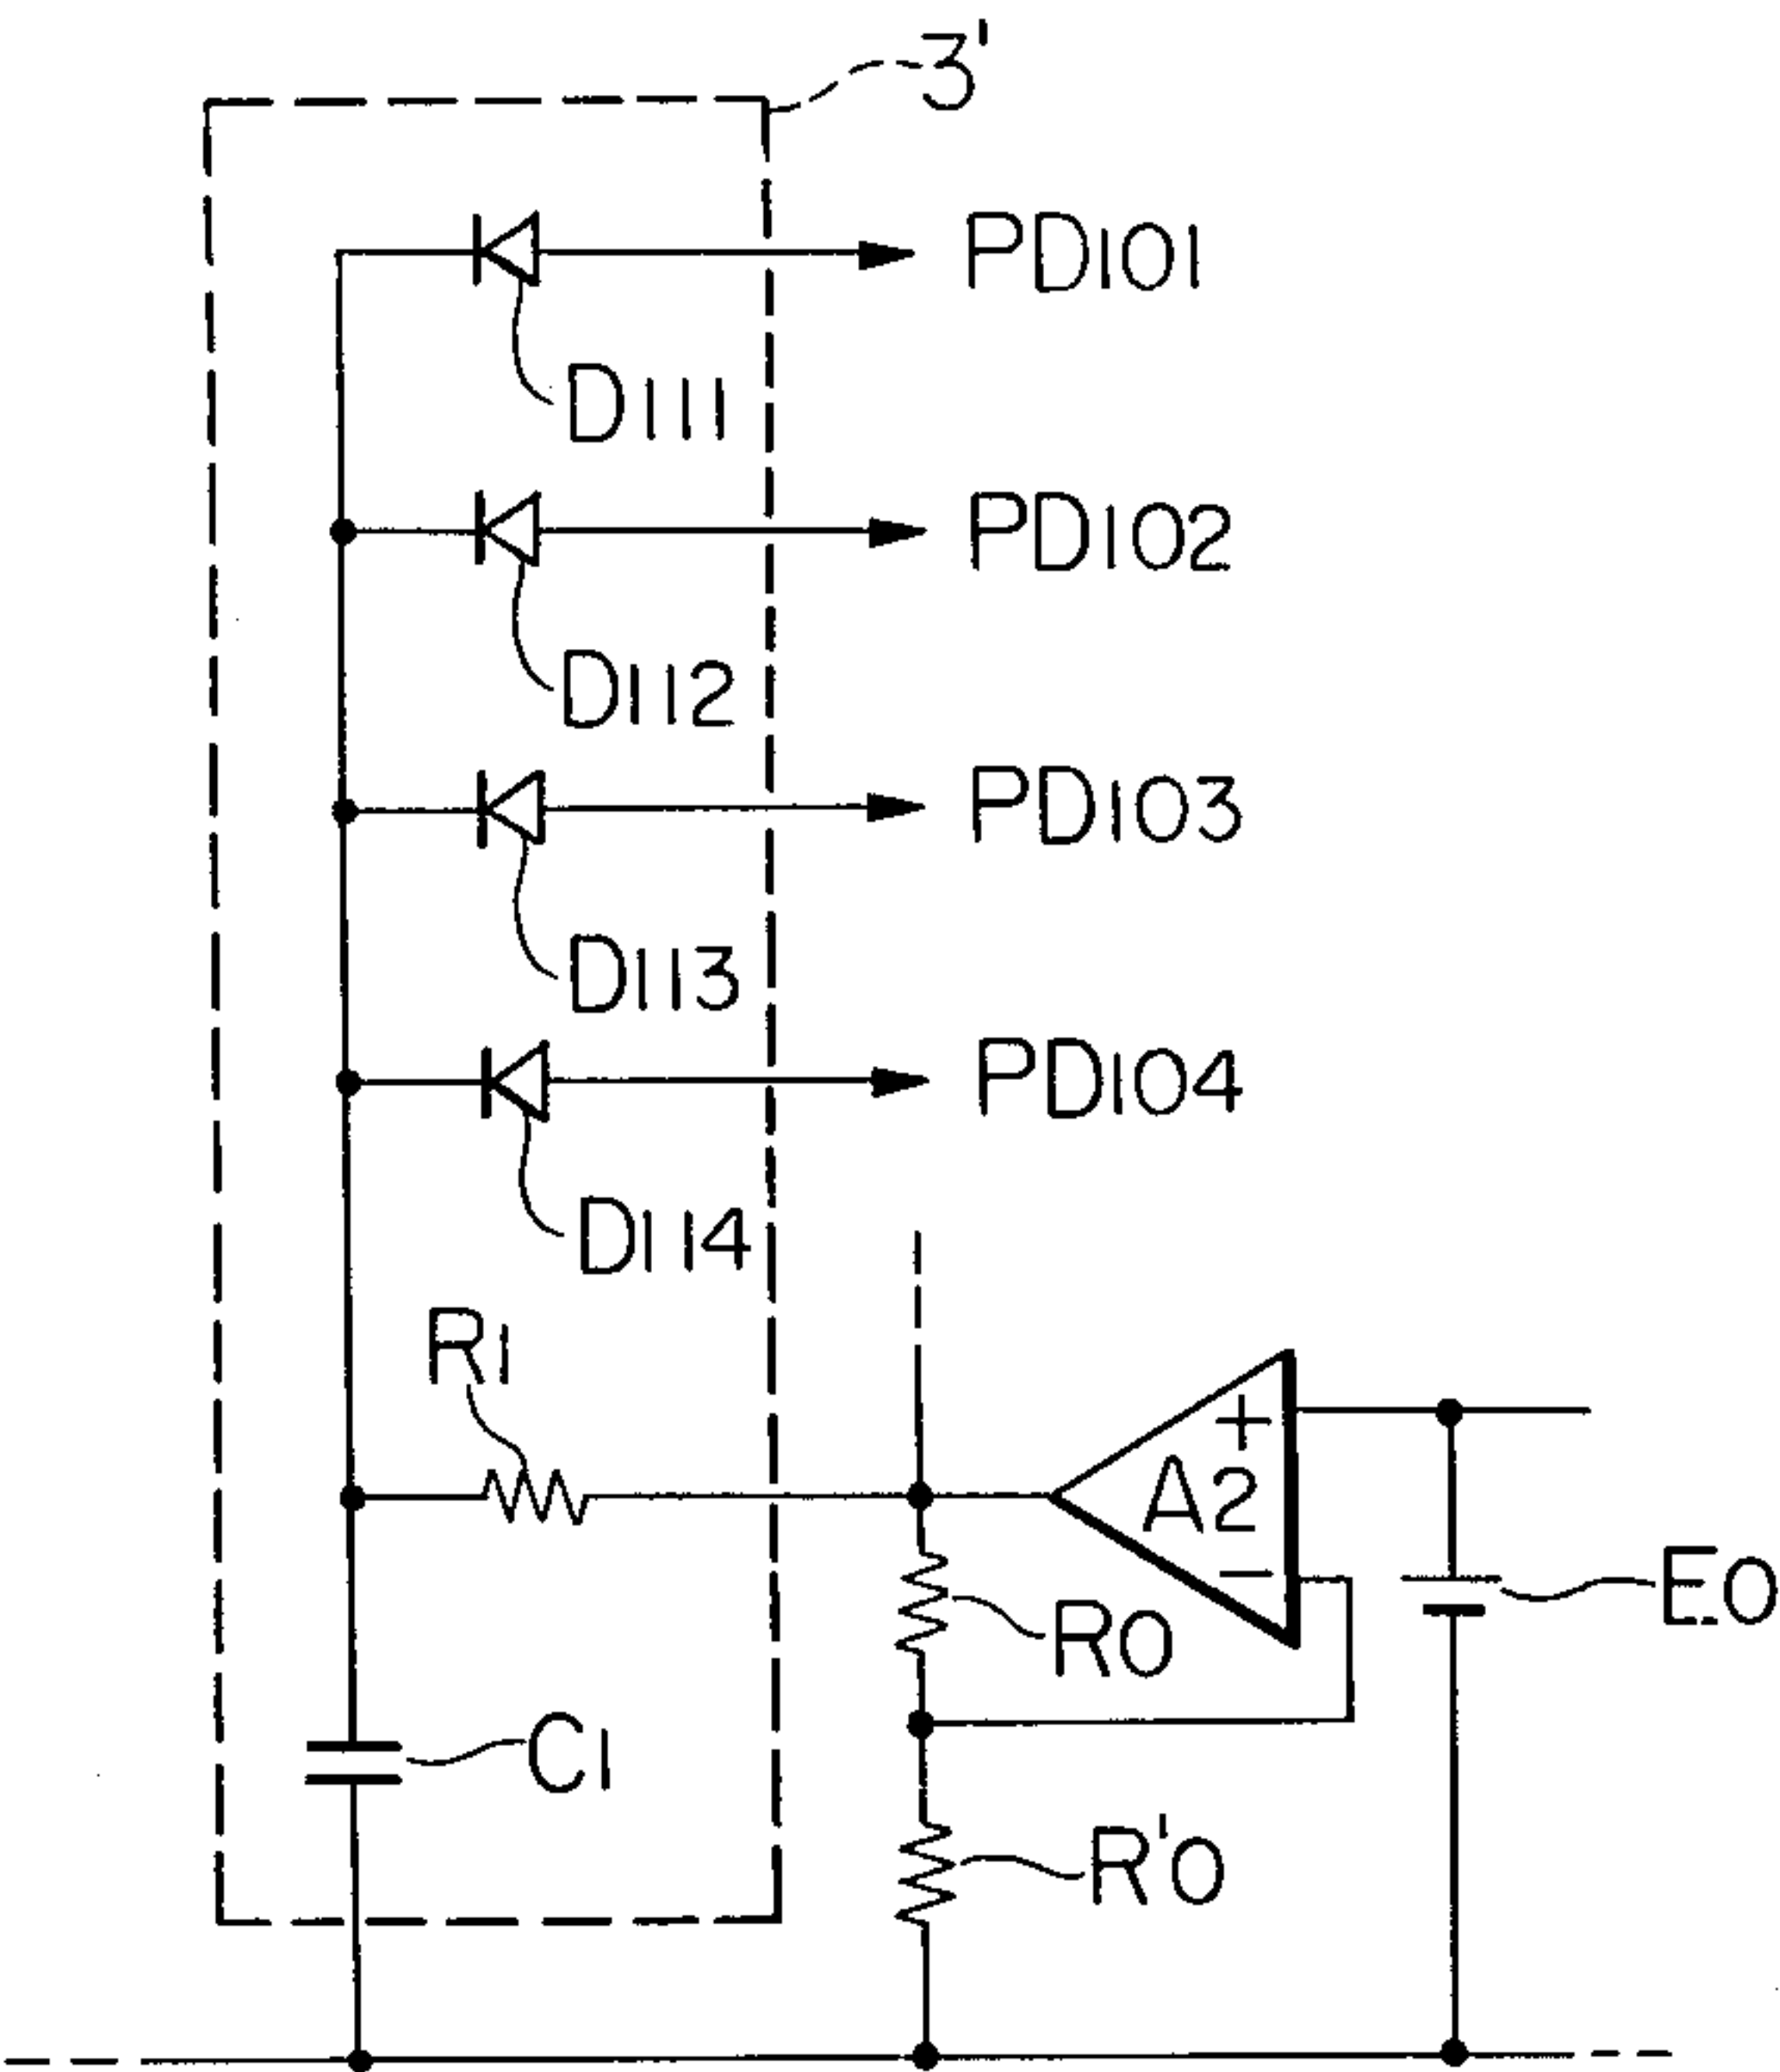 3'
PD101
D111
PD102
D112
PD103
D113
PD104
D114
R1
+
A2
−
E0
R0
C1
R'0